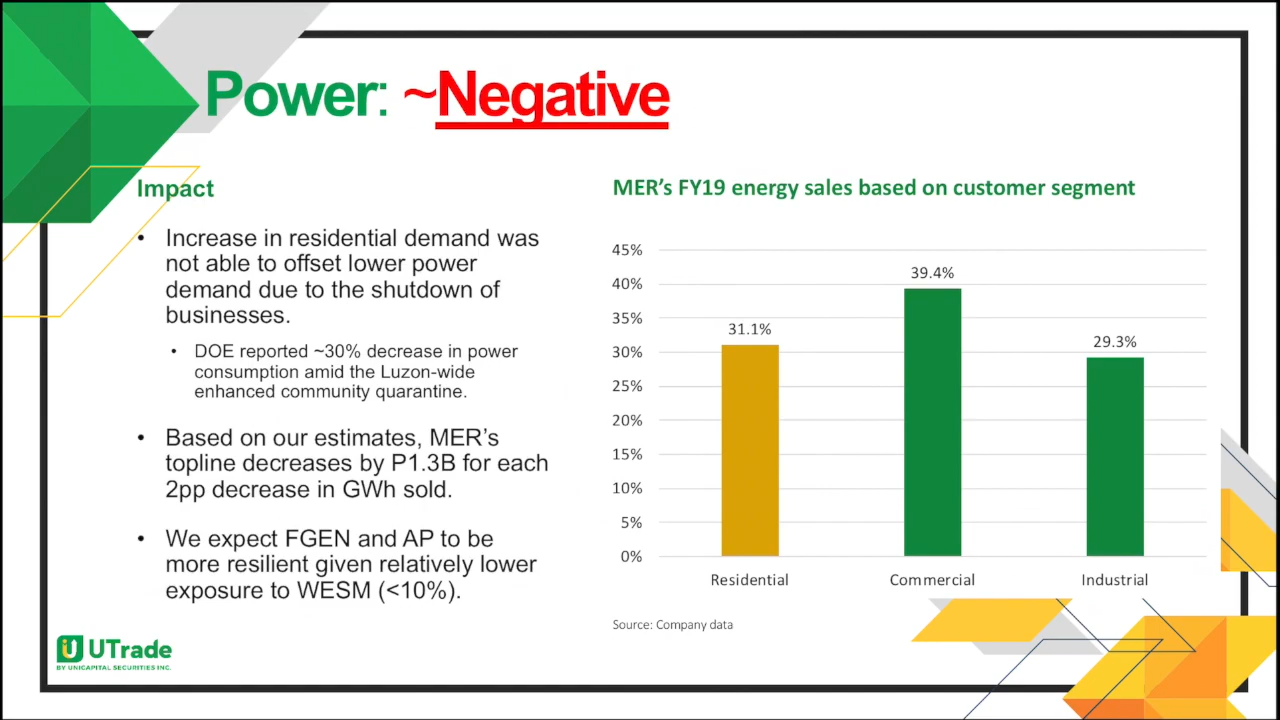 Power: ~Negative
Impact
• Increase in residential demand was
not able to offset lower power
demand due to the shutdown of
businesses.
• DOE reported ~30% decrease in power
consumption amid the Luzon-wide
enhanced community quarantine.
• Based on our estimates, MER’s
topline decreases by P1.3B for each
2pp decrease in GWh sold.
• We expect FGEN and AP to be
more resilient given relatively lower
exposure to WESM (<10%).
MER’s FY19 energy sales based on customer segment
45%
40%
35%
30%
25%
20%
15%
10%
5%
0%
31.1%
39.4%
29.3%
Residential
Commercial
Industrial
Source: Company data
UTrade
BY UNICAPITAL SECURITIES INC.